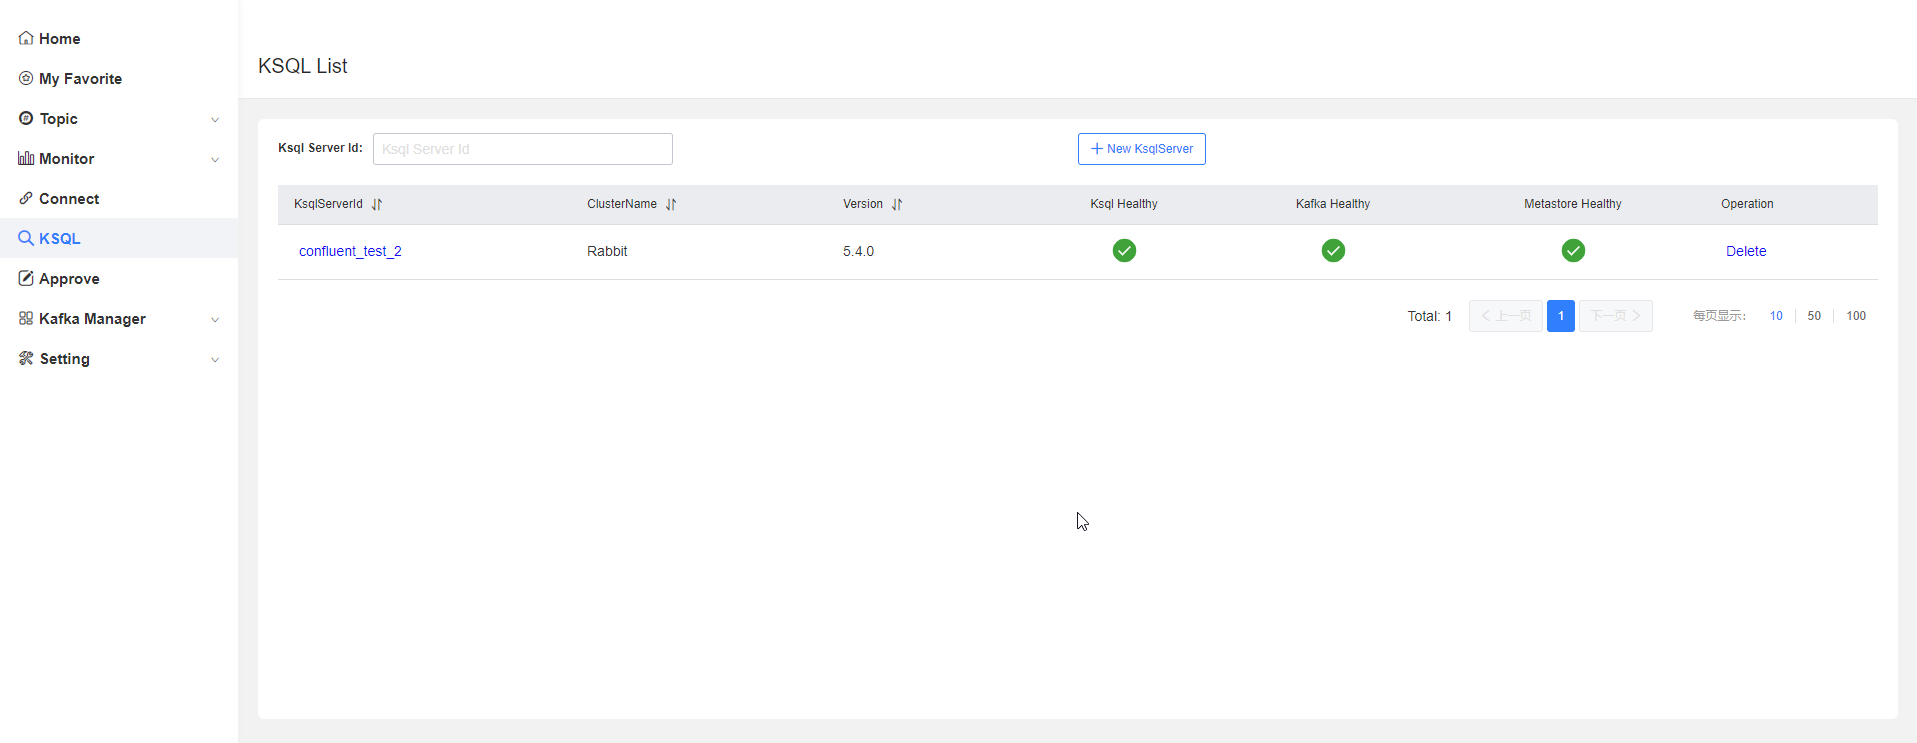 Home
My Favorite
Topic
Monitor
Connect
KSQL
Approve
Kafka Manager
Setting
KSQL List
Ksql Server Id: Ksql Server Id + New KsqlServer
KsqlServerId ClusterName Version Ksql Healthy Kafka Healthy Metastore Healthy Operation
confluent_test_2 Rabbit 5.4.0 Delete
Total: 1 < 上一页 1 下一页 > 每页显示: 10 50 100